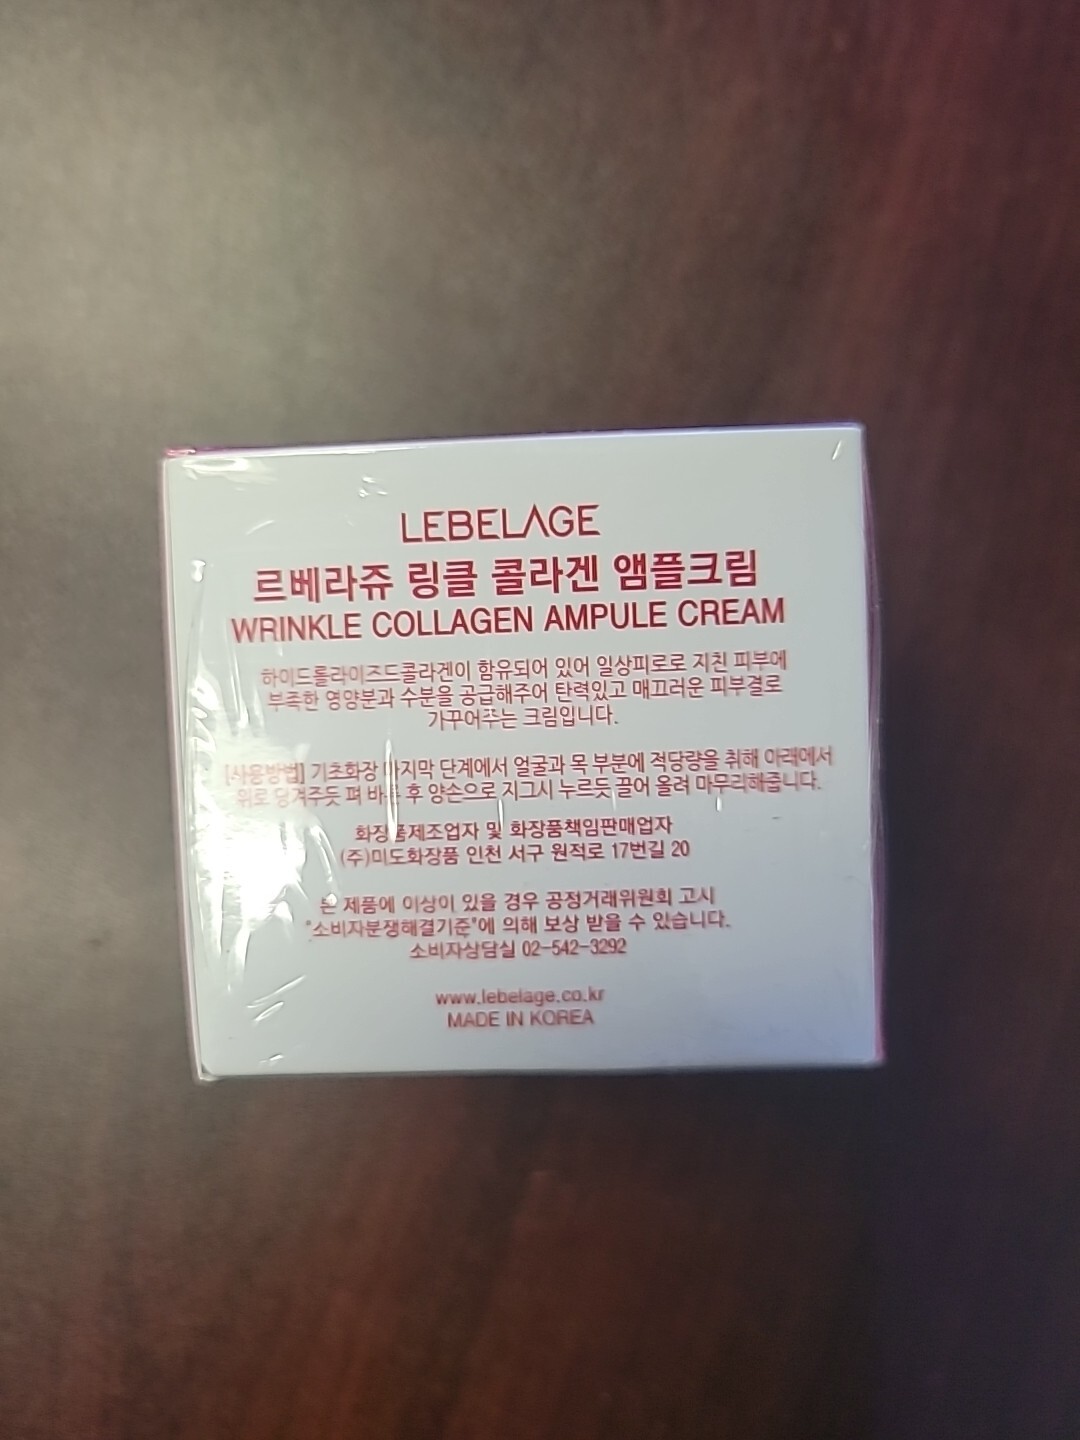 LEBELAGE
르베라쥬 링클 콜라겐 앰플크림
WRINKLE COLLAGEN AMPULE CREAM
하이드롤라이즈드콜라겐이 함유되어 있어 일상피로로 지친 피부에
부족한 영양분과 수분을 공급해주어 탄력있고 매끄러운 피부결로
가꾸어주는 크림입니다.
[사용방법] 기초화장 마지막 단계에서 얼굴과 목 부분에 적당량을 취해 아래에서
위로 당겨주듯 펴 바른 후 양손으로 지그시 누르듯 끌어 올려 마무리해줍니다.
화장품제조업자 및 화장품책임판매업자
(주)미도화장품 인천 서구 원적로 17번길 20
본 제품에 이상이 있을 경우 공정거래위원회 고시
"소비자분쟁해결기준"에 의해 보상 받을 수 있습니다.
소비자상담실 02-542-3292
www.lebelage.co.kr
MADE IN KOREA